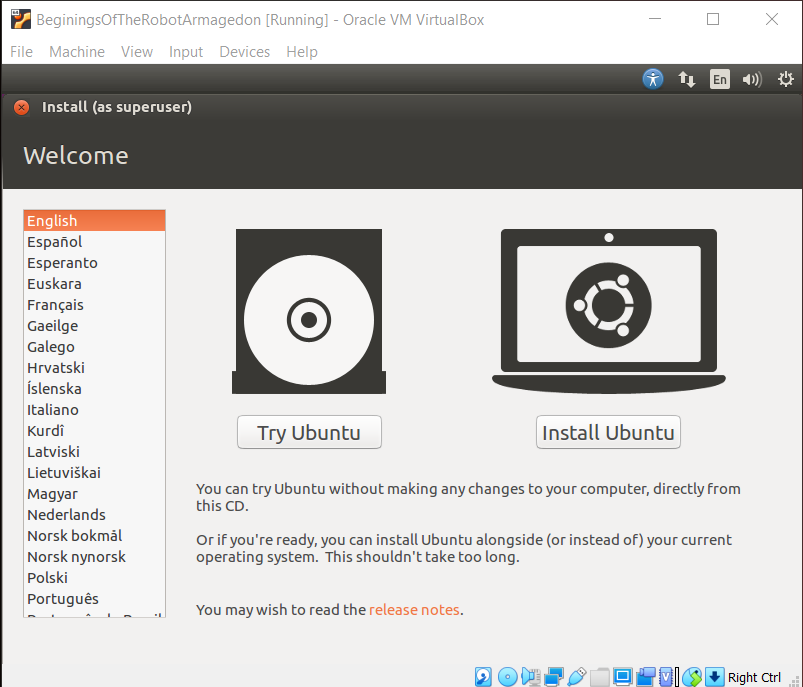 BeginingsOfTheRobotArmagedon [Running] - Oracle VM VirtualBox
File Machine View Input Devices Help
En
Install (as superuser)
Welcome
English
Español
Esperanto
Euskara
Français
Gaeilge
Galego
Hrvatski
Íslenska
Italiano
Kurdî
Latviski
Lietuviškai
Magyar
Nederlands
Norsk bokmål
Norsk nynorsk
Polski
Português
Try Ubuntu
Install Ubuntu
You can try Ubuntu without making any changes to your computer, directly from
this CD.
Or if you're ready, you can install Ubuntu alongside (or instead of) your current
operating system. This shouldn't take too long.
You may wish to read the release notes.
Right Ctrl